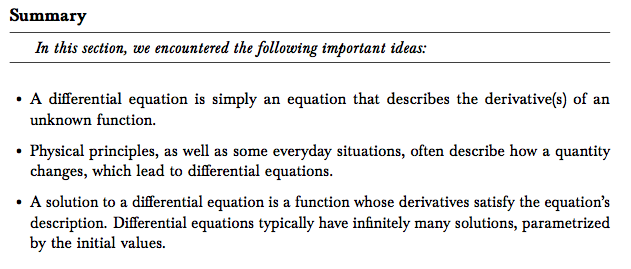 Summary
In this section, we encountered the following important ideas:
• A differential equation is simply an equation that describes the derivative(s) of an
unknown function.
• Physical principles, as well as some everyday situations, often describe how a quantity
changes, which lead to differential equations.
• A solution to a differential equation is a function whose derivatives satisfy the equation’s
description. Differential equations typically have infinitely many solutions, parametrized
by the initial values.